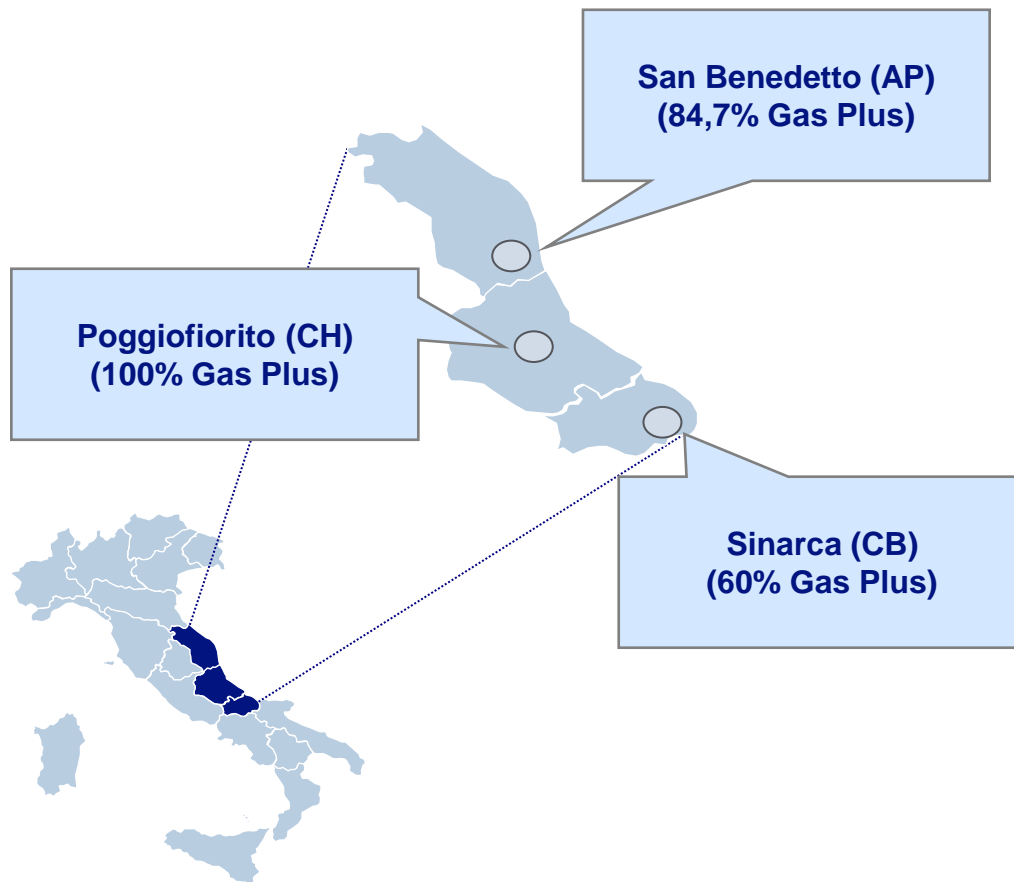 San Benedetto (AP)
(84,7% Gas Plus)
Poggiofiorito (CH)
(100% Gas Plus)
Sinarca (CB)
(60% Gas Plus)